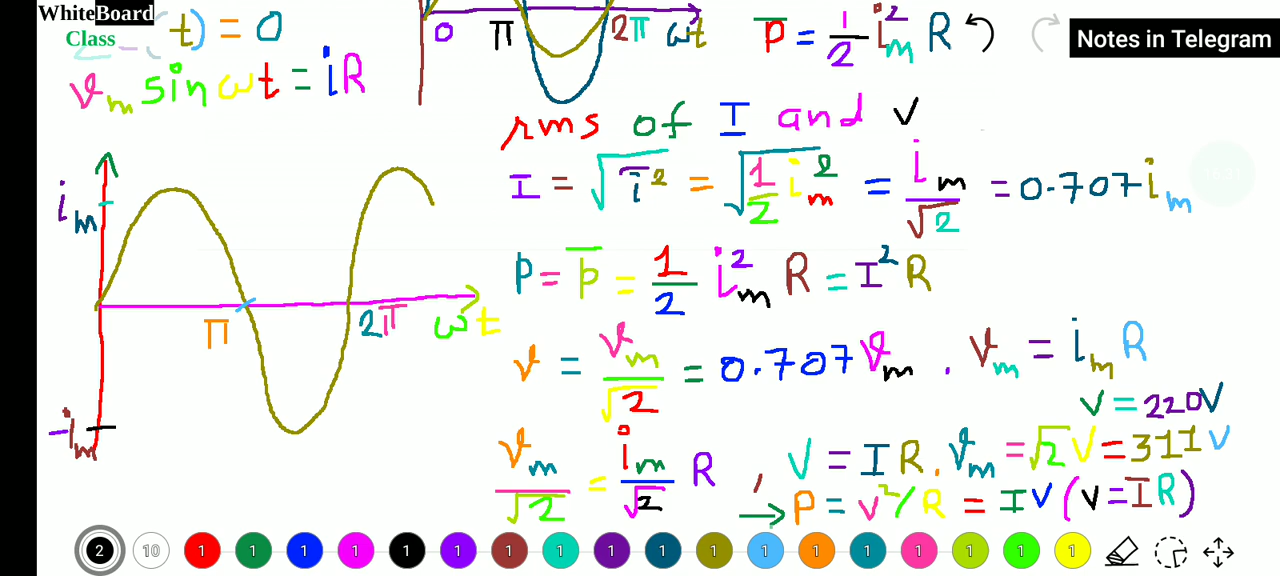 WhiteBoard
Class
t) = 0
vₘ sin ωt = iR
0 π 2π ωt
p̅ = 1/2 iₘ² R
Notes in Telegram
rms of I and V
I = √i̅² = √(1/2 iₘ²) = iₘ/√2 = 0.707 iₘ
iₘ
π 2π ωt
-iₘ
P = p̅ = 1/2 iₘ² R = I² R
v = vₘ/√2 = 0.707 vₘ . vₘ = iₘ R
V = 220V
vₘ/√2 = iₘ/√2 R , V = IR . vₘ = √2 V = 311 V
→ P = V²/R = IV (V = IR)
2 10 1 1 1 1 1 1 1 1 1 1 1 1 1 1 1 1 1 1